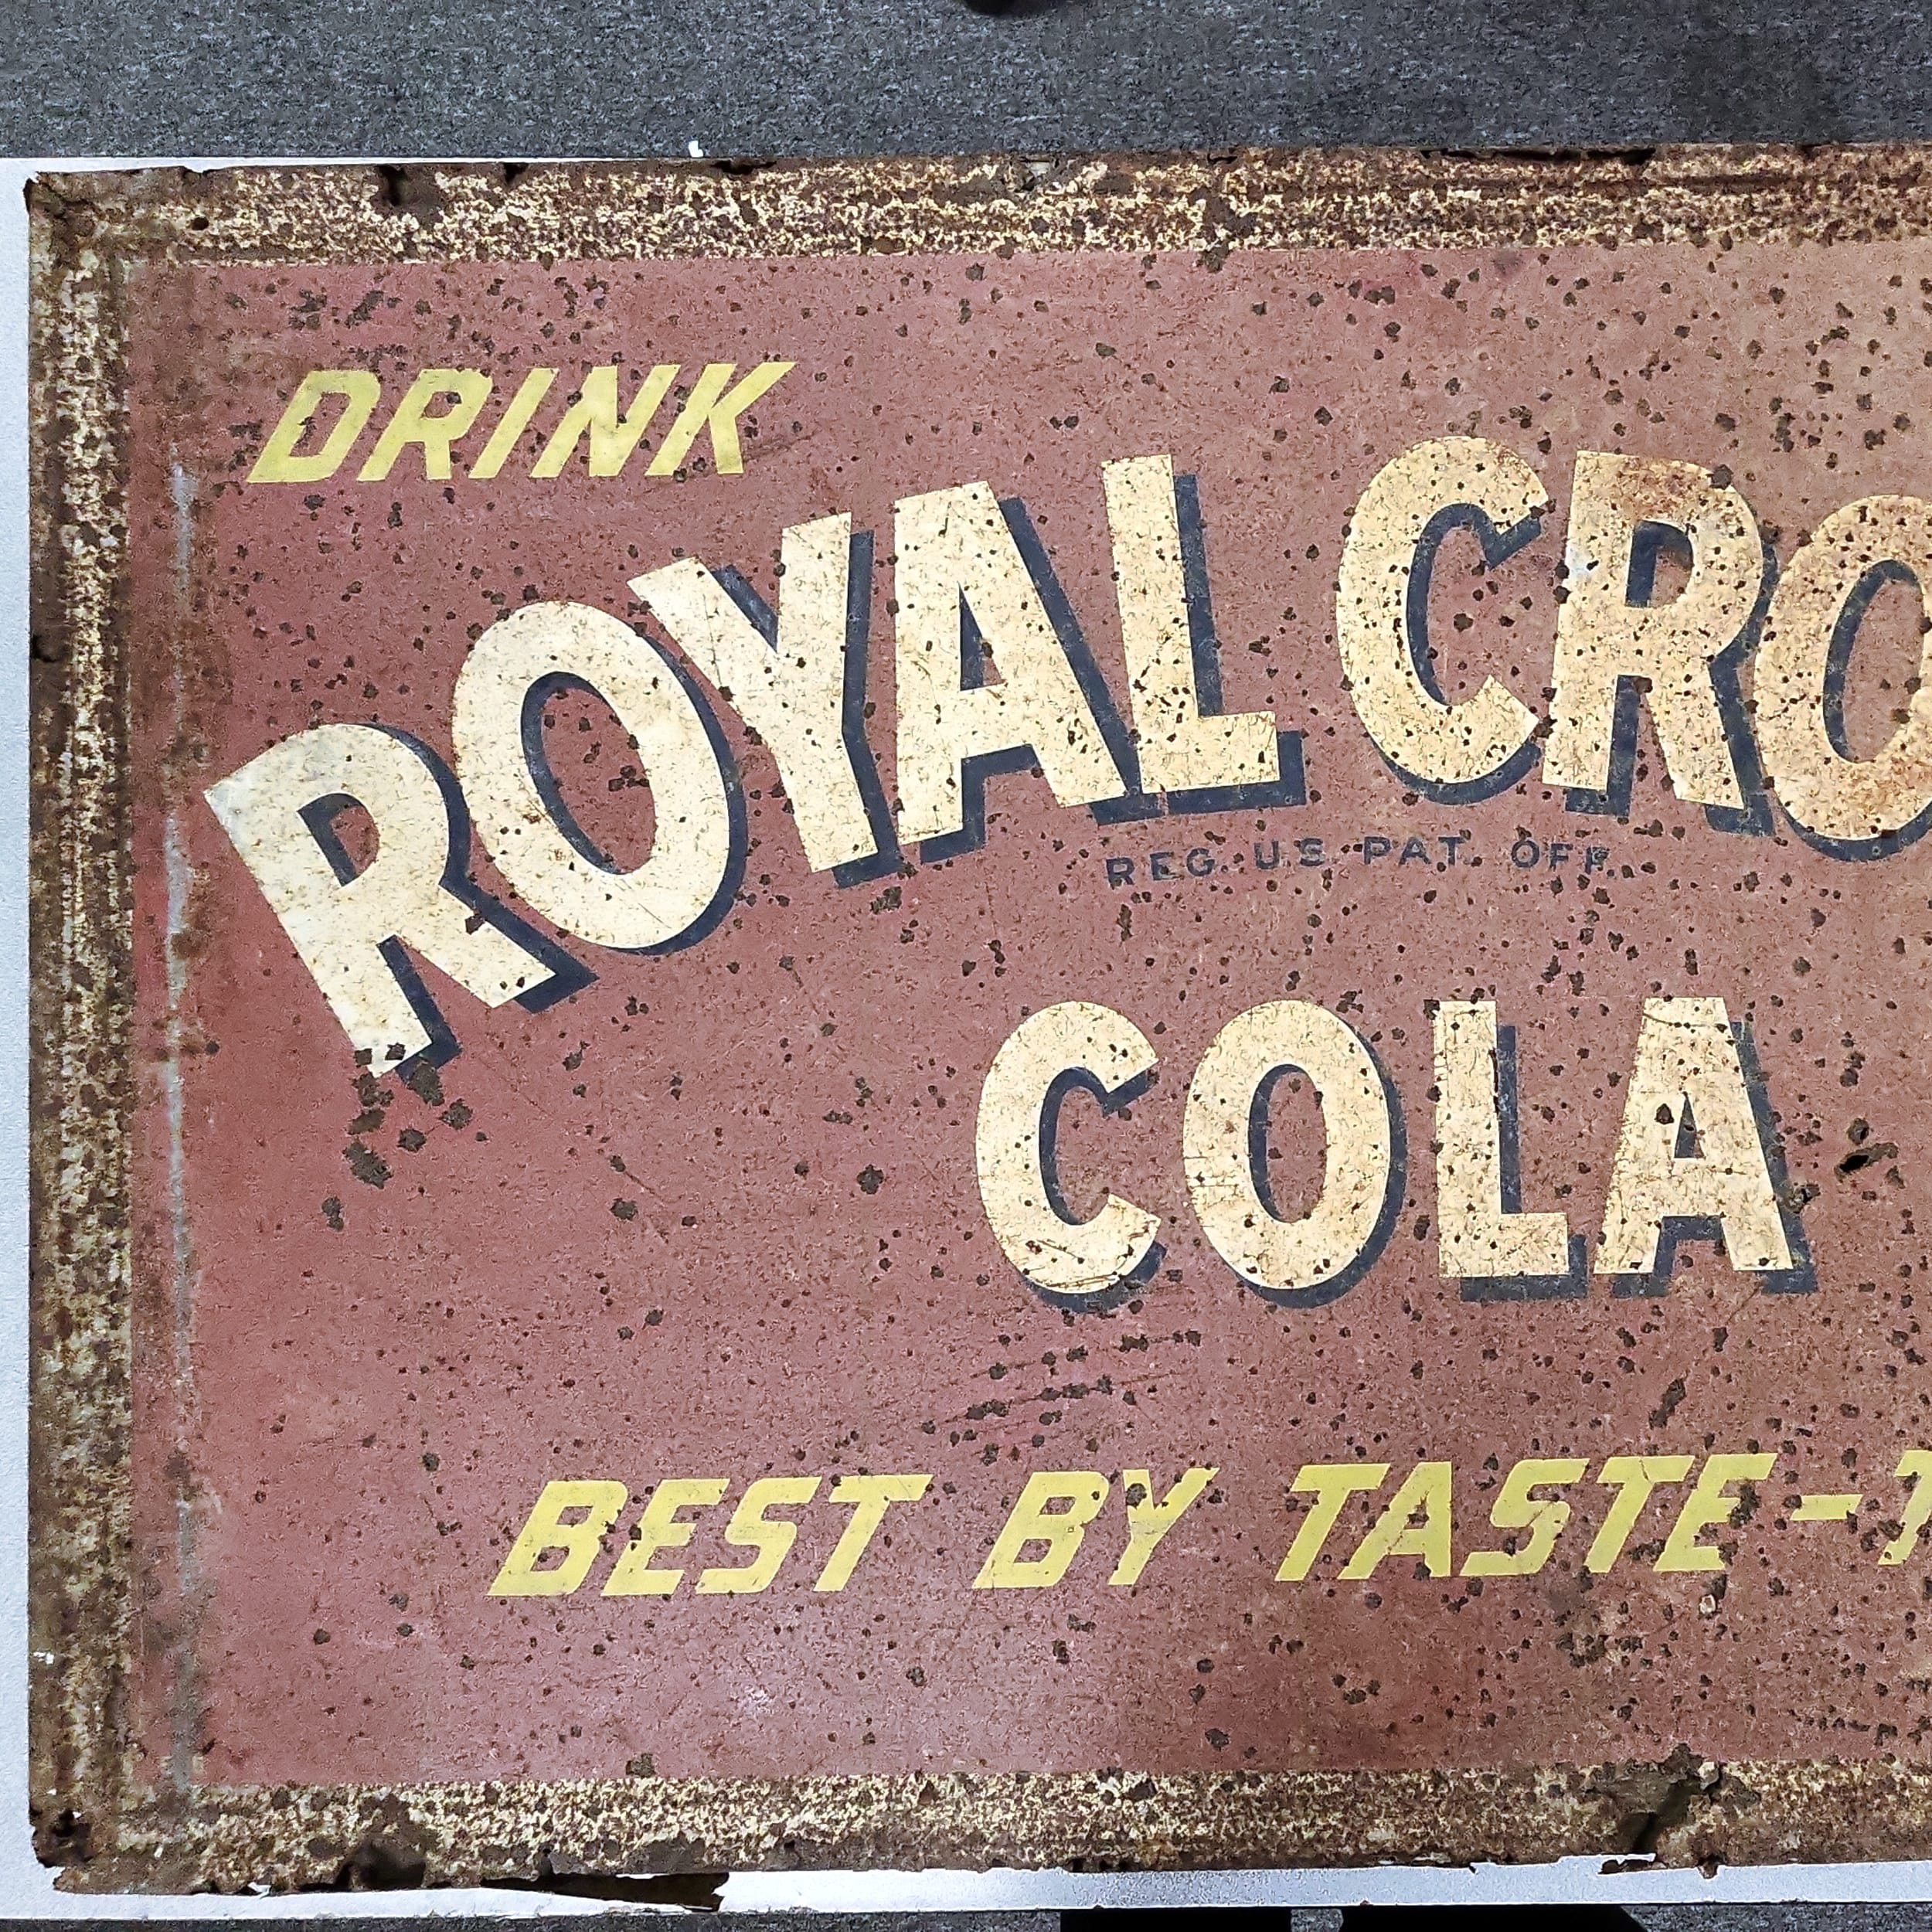 DRINK
ROYAL CRO
REG. U.S. PAT. OFF.
COLA
BEST BY TASTE-T